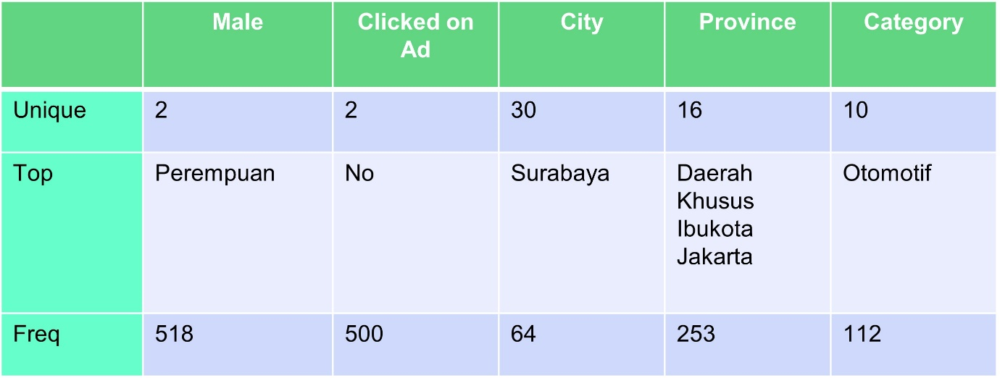 Male Clicked on Ad City Province Category
Unique 2 2 30 16 10
Top Perempuan No Surabaya Daerah Khusus Ibukota Jakarta Otomotif
Freq 518 500 64 253 112